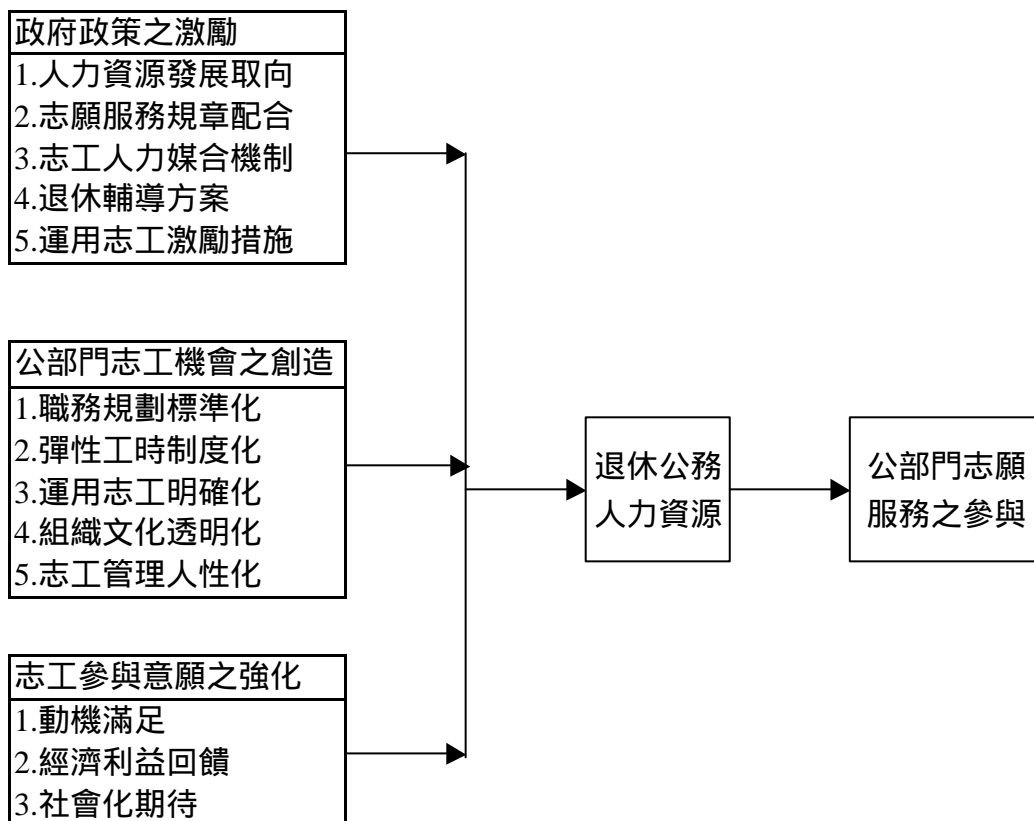 政府政策之激勵
1.人力資源發展取向
2.志願服務規章配合
3.志工人力媒合機制
4.退休輔導方案
5.運用志工激勵措施
公部門志工機會之創造
1.職務規劃標準化
2.彈性工時制度化
3.運用志工明確化
4.組織文化透明化
5.志工管理人性化
志工參與意願之強化
1.動機滿足
2.經濟利益回饋
3.社會化期待
退休公務
人力資源
公部門志願
服務之參與